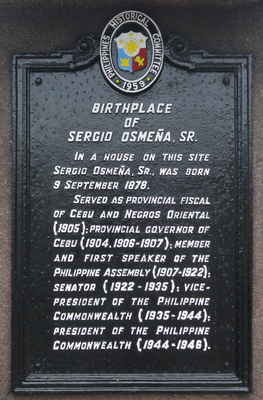 PHILIPPINES HISTORICAL COMMITTEE
1959
BIRTHPLACE
OF
SERGIO OSMEÑA, SR.
IN A HOUSE ON THIS SITE
SERGIO OSMEÑA, SR., WAS BORN
9 SEPTEMBER 1878.
SERVED AS PROVINCIAL FISCAL
OF CEBU AND NEGROS ORIENTAL
(1905); PROVINCIAL GOVERNOR OF
CEBU (1904, 1906-1907); MEMBER
AND FIRST SPEAKER OF THE
PHILIPPINE ASSEMBLY (1907-1922);
SENATOR (1922-1935); VICE-
PRESIDENT OF THE PHILIPPINE
COMMONWEALTH (1935-1944);
PRESIDENT OF THE PHILIPPINE
COMMONWEALTH (1944-1946).